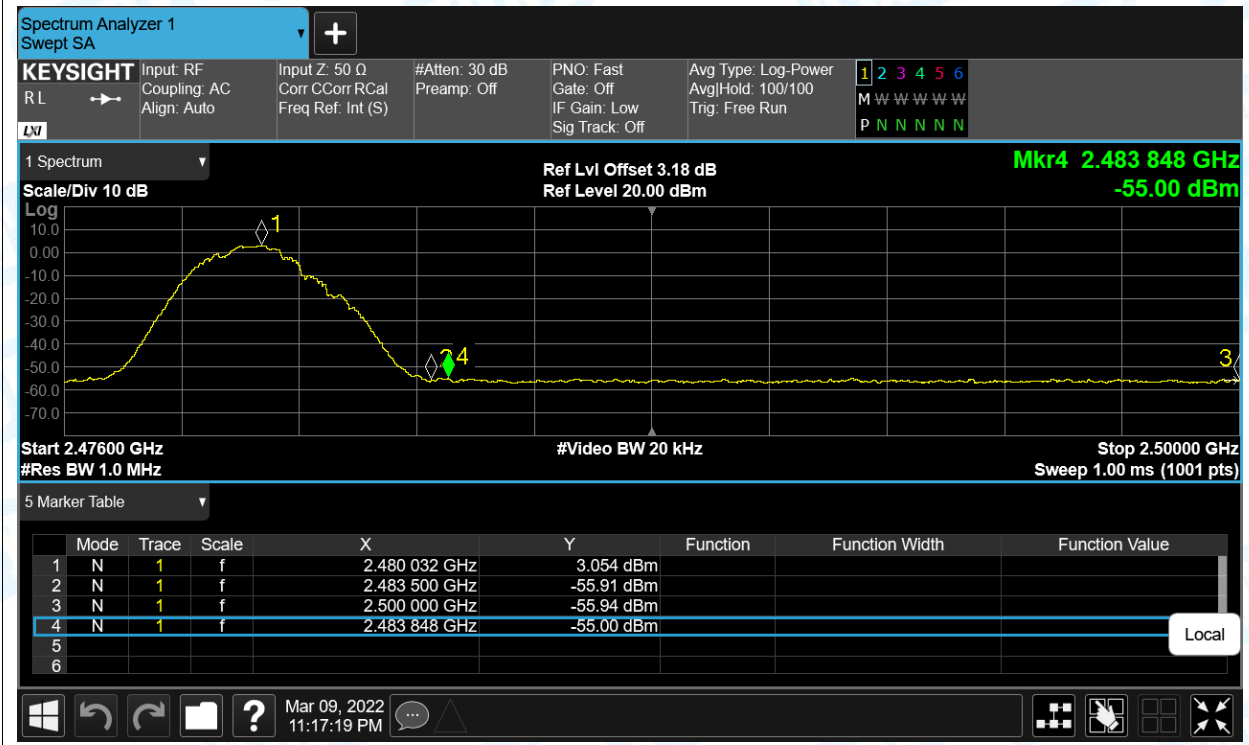 Spectrum Analyzer 1
Swept SA
+
KEYSIGHT
R L
LXI
Input: RF
Coupling: AC
Align: Auto
Input Z: 50 Ω
Corr CCorr RCal
Freq Ref: Int (S)
#Atten: 30 dB
Preamp: Off
PNO: Fast
Gate: Off
IF Gain: Low
Sig Track: Off
Avg Type: Log-Power
Avg|Hold: 100/100
Trig: Free Run
1 2 3 4 5 6
M W W W W W
P N N N N N
1 Spectrum
Scale/Div 10 dB
Ref Lvl Offset 3.18 dB
Ref Level 20.00 dBm
Mkr4 2.483 848 GHz
-55.00 dBm
Log
10.0
0.00
-10.0
-20.0
-30.0
-40.0
-50.0
-60.0
-70.0
1
2
4
3
Start 2.47600 GHz
#Video BW 20 kHz
Stop 2.50000 GHz
#Res BW 1.0 MHz
Sweep 1.00 ms (1001 pts)
5 Marker Table
Mode Trace Scale X Y Function Function Width Function Value
1 N 1 f 2.480 032 GHz 3.054 dBm
2 N 1 f 2.483 500 GHz -55.91 dBm
3 N 1 f 2.500 000 GHz -55.94 dBm
4 N 1 f 2.483 848 GHz -55.00 dBm
5
6
Local
?
Mar 09, 2022
11:17:19 PM